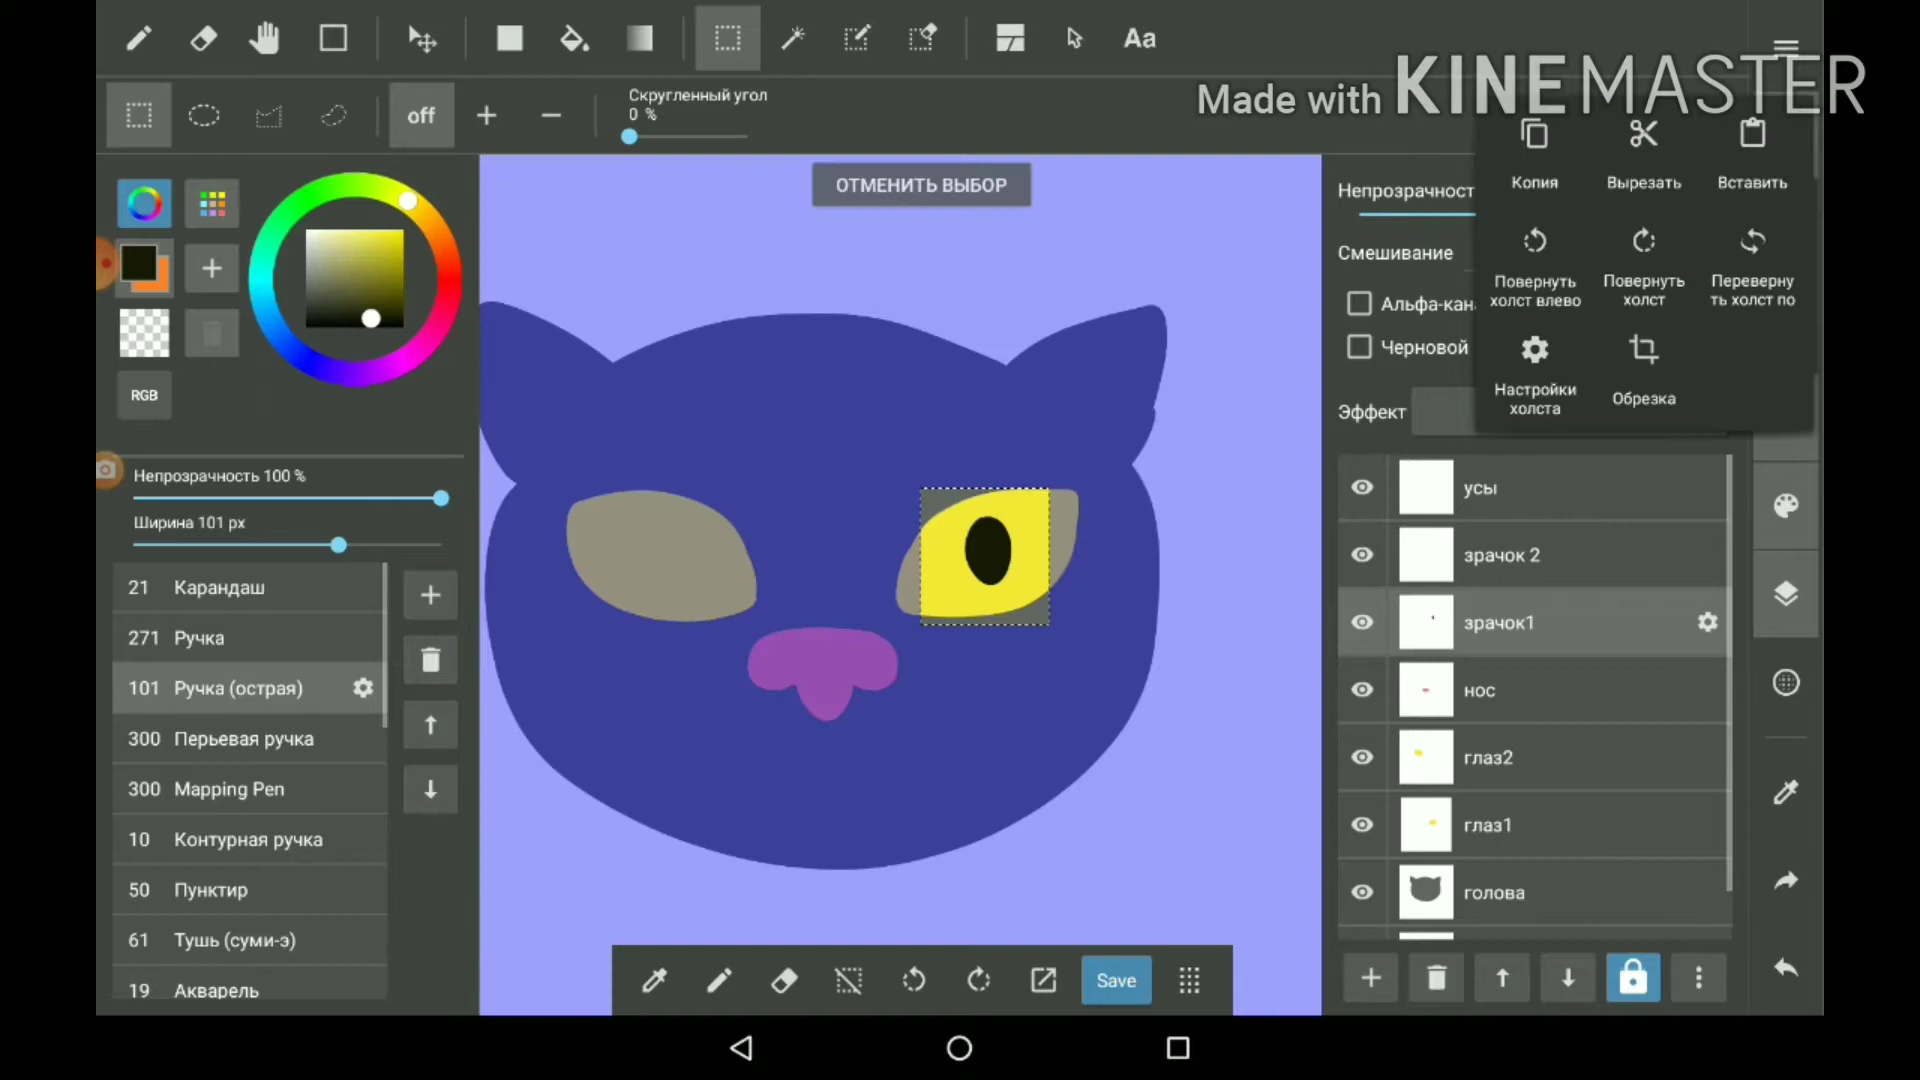 Aa
Made with KINEMASTER
off
Скругленный угол
0 %
ОТМЕНИТЬ ВЫБОР
Непрозрачност
Смешивание
Альфа-кан
Черновой
Эффект
Копия
Вырезать
Вставить
Повернуть
холст влево
Повернуть
холст
Переверну
ть холст по
Настройки
холста
Обрезка
RGB
Непрозрачность 100 %
Ширина 101 px
21 Карандаш
271 Ручка
101 Ручка (острая)
300 Перьевая ручка
300 Mapping Pen
10 Контурная ручка
50 Пунктир
61 Тушь (суми-э)
19 Акварель
усы
зрачок 2
зрачок1
нос
глаз2
глаз1
голова
Save